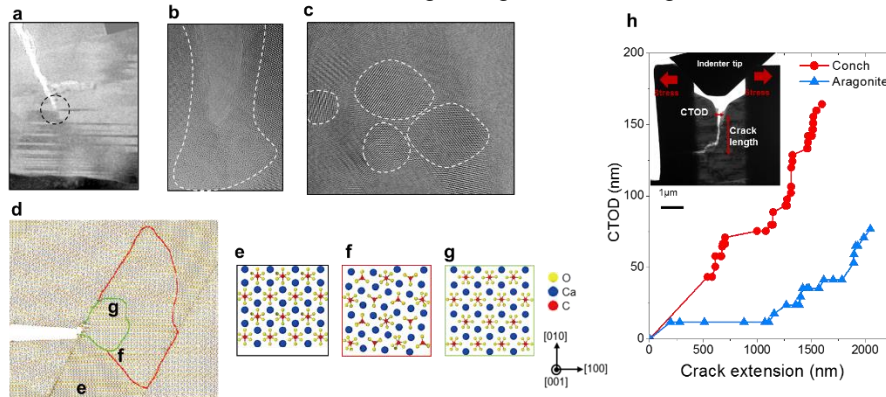 a
b
c
d
g
f
e
e
f
g
O
Ca
C
[010]
[100]
[001]
h
200
150
100
50
0
CTOD (nm)
0
500
1000
1500
2000
Crack extension (nm)
Conch
Aragonite
Indenter tip
Stress
Stress
CTOD
Crack
length
1μm